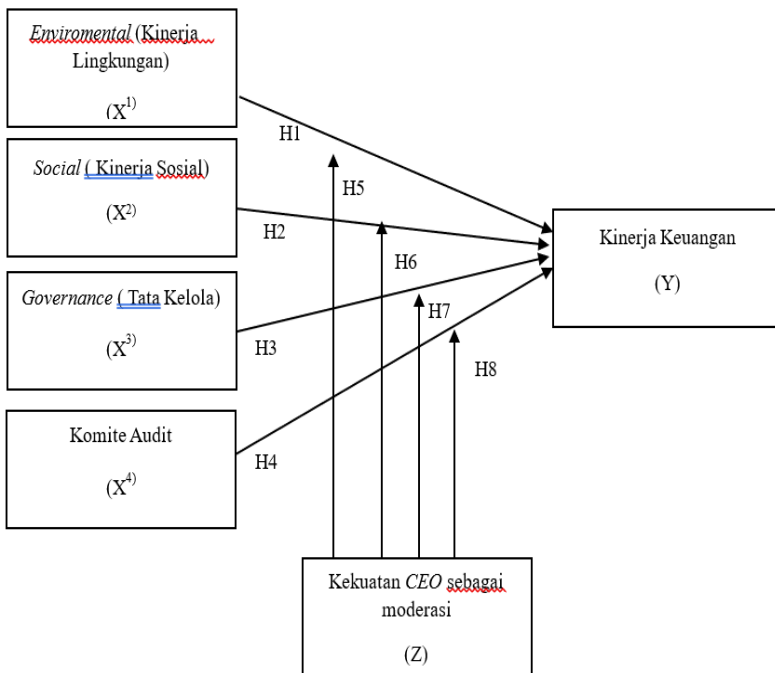 Enviromental (Kinerja
Lingkungan)
(X1)
H1
Social ( Kinerja Sosial)
(X2)
H2
Governance ( Tata Kelola)
(X3)
H3
Komite Audit
(X4)
H4
H5
H6
H7
H8
Kinerja Keuangan
(Y)
Kekuatan CEO sebagai
moderasi
(Z)